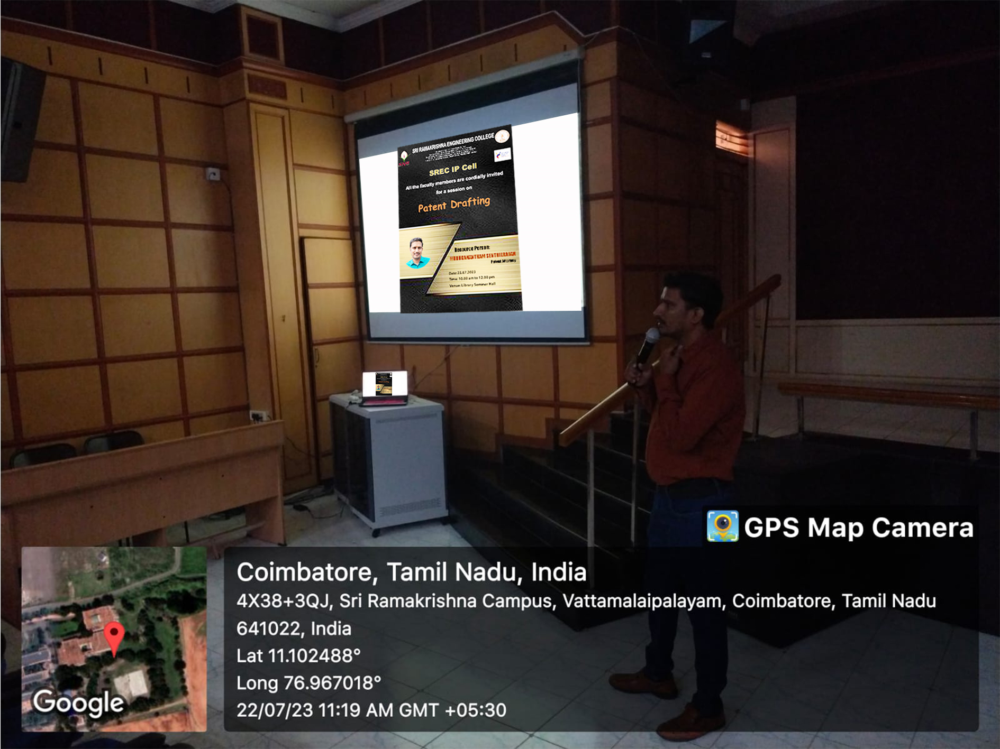 SRI RAMAKRISHNA ENGINEERING COLLEGE
SREC IP Cell
All the faculty members are cordially invited
for a session on
Patent Drafting
Resource Person:
MURUGANANTHAM SENTHILRAJAN
Patent Attorney
Date:22.07.2023
Time: 10.00 am to 12.00 pm
Venue: Library Seminar Hall
GPS Map Camera
Coimbatore, Tamil Nadu, India
4X38+3QJ, Sri Ramakrishna Campus, Vattamalaipalayam, Coimbatore, Tamil Nadu
641022, India
Lat 11.102488°
Long 76.967018°
22/07/23 11:19 AM GMT +05:30
Google